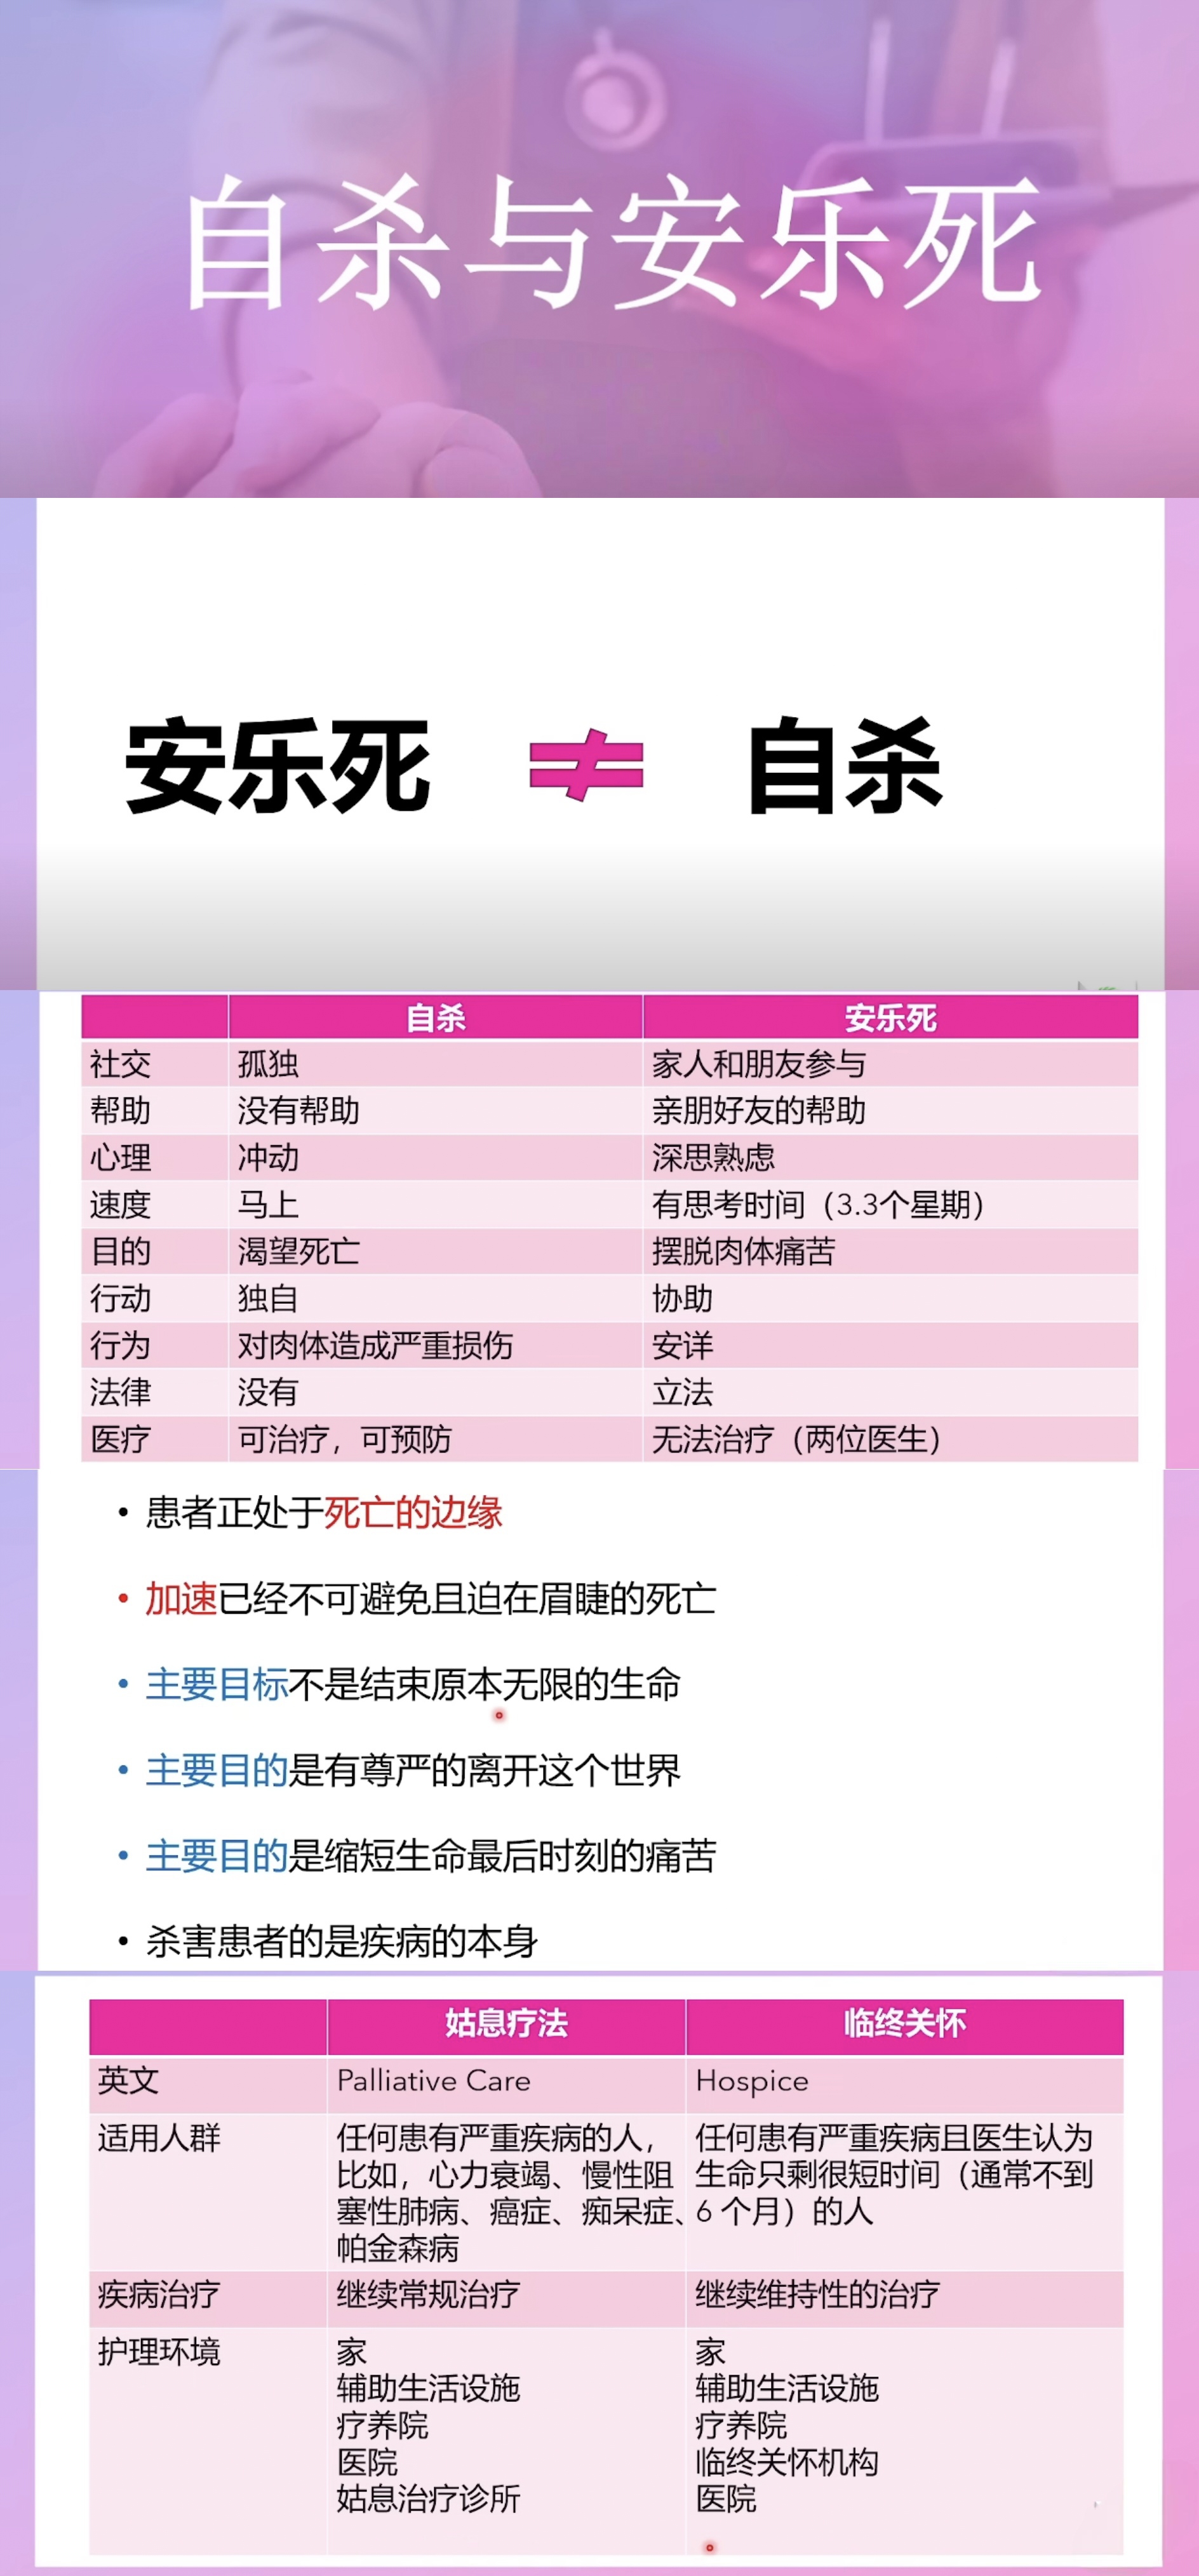 自杀与安乐死
安乐死 ≠ 自杀
自杀 安乐死
社交 孤独 家人和朋友参与
帮助 没有帮助 亲朋好友的帮助
心理 冲动 深思熟虑
速度 马上 有思考时间（3.3个星期）
目的 渴望死亡 摆脱肉体痛苦
行动 独自 协助
行为 对肉体造成严重损伤 安详
法律 没有 立法
医疗 可治疗，可预防 无法治疗（两位医生）
• 患者正处于死亡的边缘
• 加速已经不可避免且迫在眉睫的死亡
• 主要目标不是结束原本无限的生命
• 主要目的是有尊严的离开这个世界
• 主要目的是缩短生命最后时刻的痛苦
• 杀害患者的是疾病的本身
姑息疗法 临终关怀
英文 Palliative Care Hospice
适用人群 任何患有严重疾病的人， 任何患有严重疾病且医生认为
比如，心力衰竭、慢性阻 生命只剩很短时间（通常不到
塞性肺病、癌症、痴呆症、 6 个月）的人
帕金森病
疾病治疗 继续常规治疗 继续维持性的治疗
护理环境 家 家
辅助生活设施 辅助生活设施
疗养院 疗养院
医院 临终关怀机构
姑息治疗诊所 医院